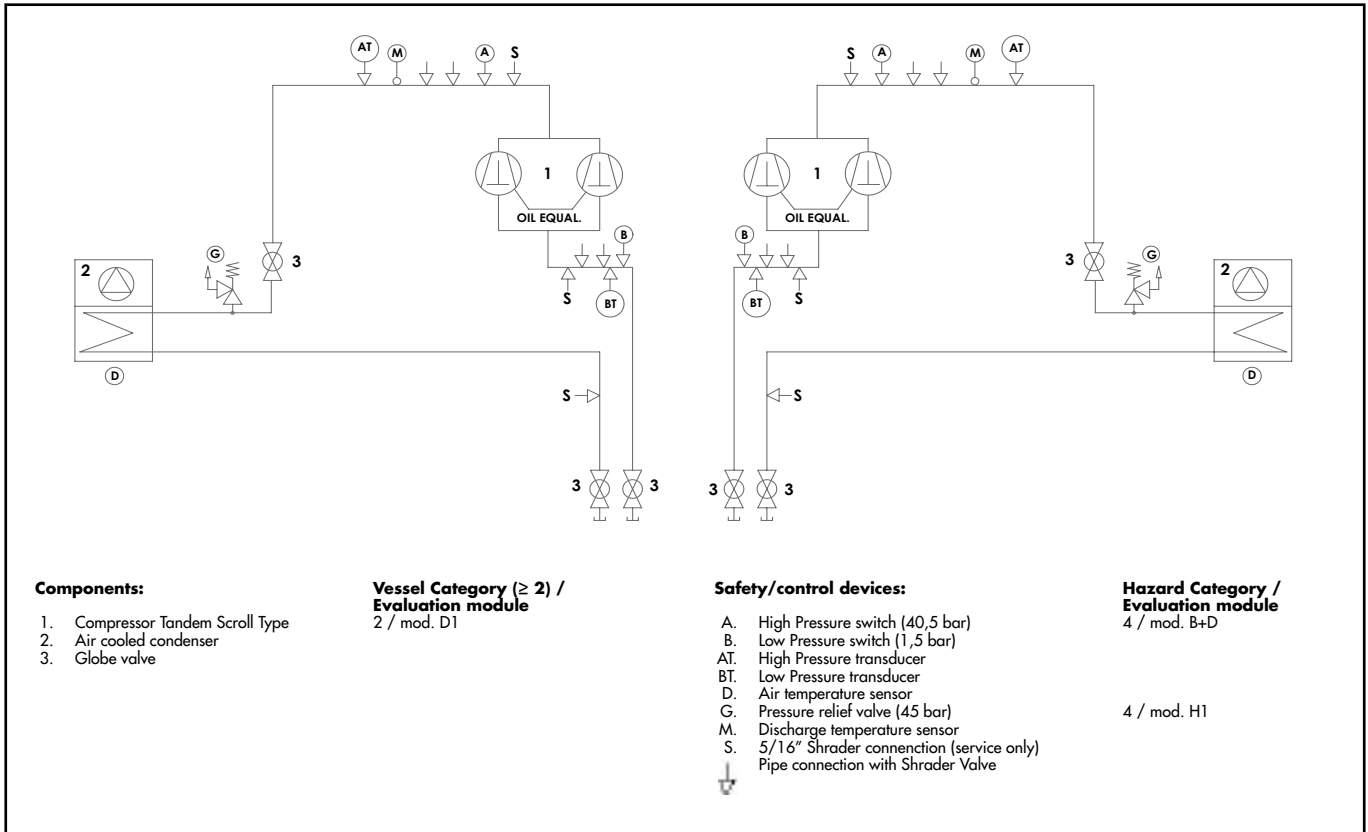 AT M A S
S A M AT
1
1
OIL EQUAL.
OIL EQUAL.
B
B
G
3
3
G
2
2
S
BT
BT
S
D
D
S
S
3 3
3 3
Components:
1. Compressor Tandem Scroll Type
2. Air cooled condenser
3. Globe valve
Vessel Category (≥ 2) /
Evaluation module
2 / mod. D1
Safety/control devices:
A. High Pressure switch (40,5 bar)
B. Low Pressure switch (1,5 bar)
AT. High Pressure transducer
BT. Low Pressure transducer
D. Air temperature sensor
G. Pressure relief valve (45 bar)
M. Discharge temperature sensor
S. 5/16" Shrader connenction (service only)
Pipe connection with Shrader Valve
Hazard Category /
Evaluation module
4 / mod. B+D
4 / mod. H1